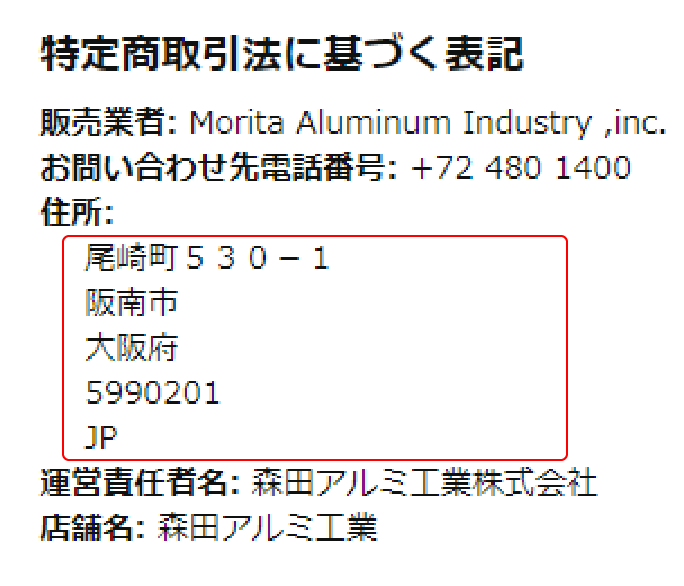 特定商取引法に基づく表記
販売業者: Morita Aluminum Industry ,inc.
お問い合わせ先電話番号: +72 480 1400
住所:
尾崎町５３０－１
阪南市
大阪府
5990201
JP
運営責任者名: 森田アルミ工業株式会社
店舗名: 森田アルミ工業